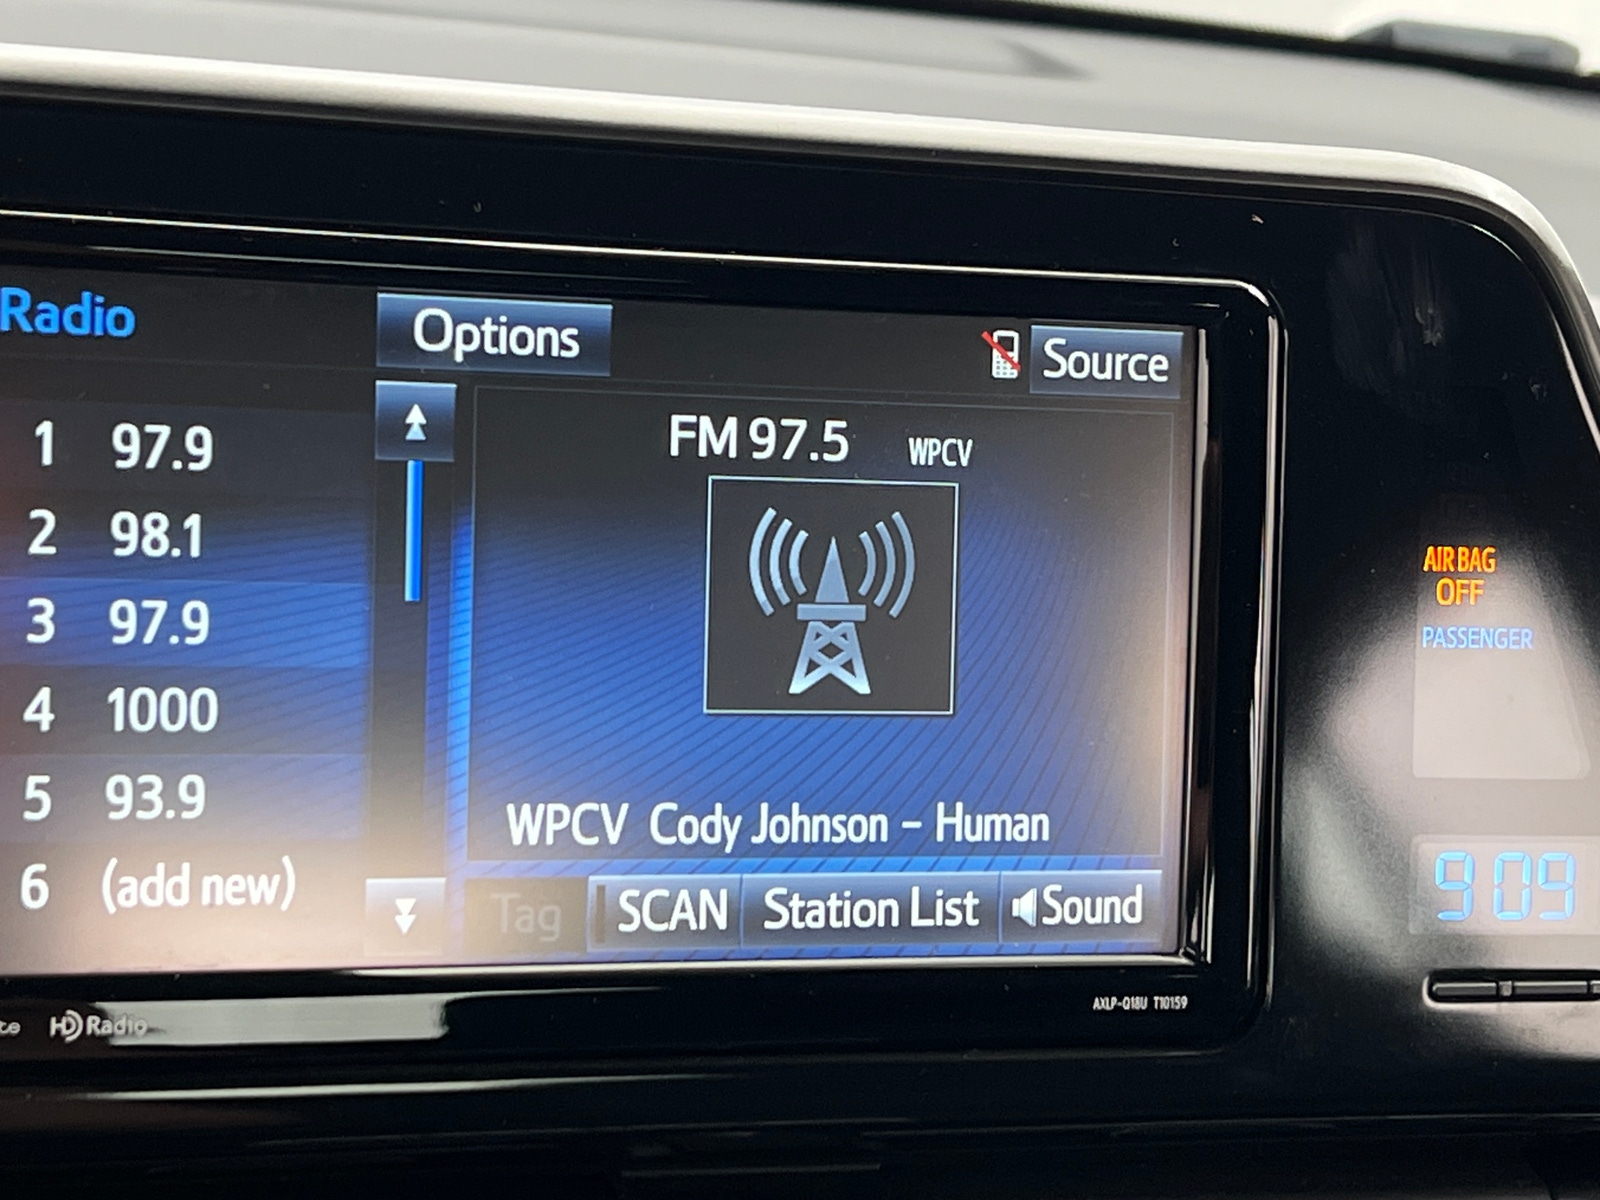 Radio
Options
Source
1 97.9
2 98.1
3 97.9
4 1000
5 93.9
6 (add new)
FM 97.5 WPCV
WPCV Cody Johnson – Human
Tag
SCAN
Station List
Sound
AIR BAG
OFF
PASSENGER
9 09
HD Radio
AXLP-Q18U T10159